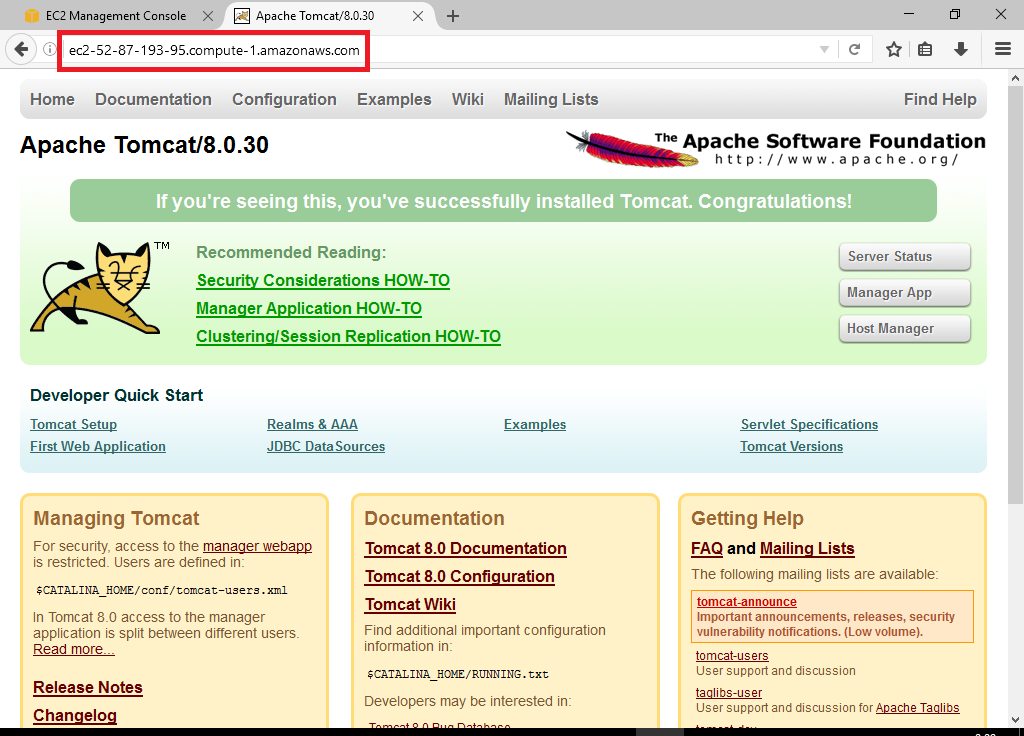 EC2 Management Console
Apache Tomcat/8.0.30
ec2-52-87-193-95.compute-1.amazonaws.com
Home Documentation Configuration Examples Wiki Mailing Lists Find Help
Apache Tomcat/8.0.30
The Apache Software Foundation
http://www.apache.org/
If you're seeing this, you've successfully installed Tomcat. Congratulations!
TM
Recommended Reading:
Security Considerations HOW-TO
Manager Application HOW-TO
Clustering/Session Replication HOW-TO
Server Status
Manager App
Host Manager
Developer Quick Start
Tomcat Setup
First Web Application
Realms & AAA
JDBC DataSources
Examples
Servlet Specifications
Tomcat Versions
Managing Tomcat
For security, access to the manager webapp
is restricted. Users are defined in:
$CATALINA_HOME/conf/tomcat-users.xml
In Tomcat 8.0 access to the manager
application is split between different users.
Read more...
Release Notes
Changelog
Documentation
Tomcat 8.0 Documentation
Tomcat 8.0 Configuration
Tomcat Wiki
Find additional important configuration
information in:
$CATALINA_HOME/RUNNING.txt
Developers may be interested in:
Tomcat 8.0 Bug Database
Getting Help
FAQ and Mailing Lists
The following mailing lists are available:
tomcat-announce
Important announcements, releases, security
vulnerability notifications. (Low volume).
tomcat-users
User support and discussion
taglibs-user
User support and discussion for Apache Taglibs
tomcat-dev